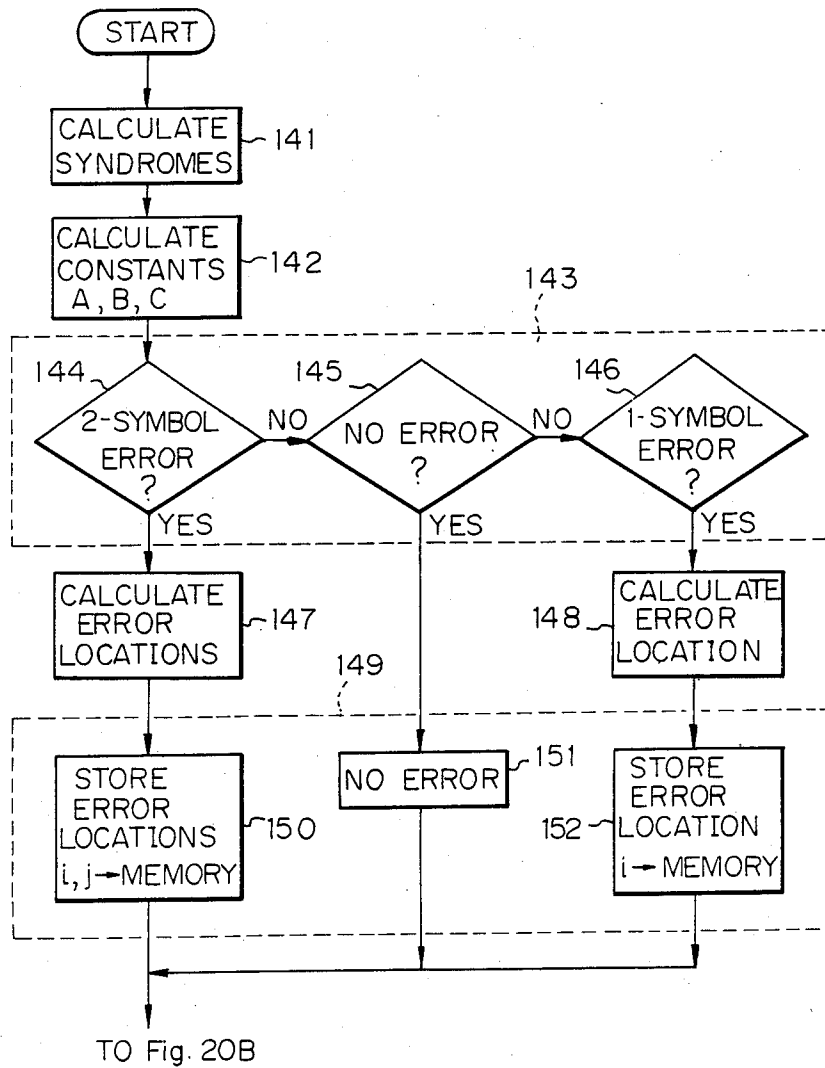 START
CALCULATE
SYNDROMES
141
CALCULATE
CONSTANTS
A, B, C
142
143
144
2-SYMBOL
ERROR
?
NO
YES
145
NO ERROR
?
NO
YES
146
1-SYMBOL
ERROR
?
YES
CALCULATE
ERROR
LOCATIONS
147
148
CALCULATE
ERROR
LOCATION
149
STORE
ERROR
LOCATIONS
i, j → MEMORY
150
NO ERROR
151
152
STORE
ERROR
LOCATION
i → MEMORY
TO Fig. 20B